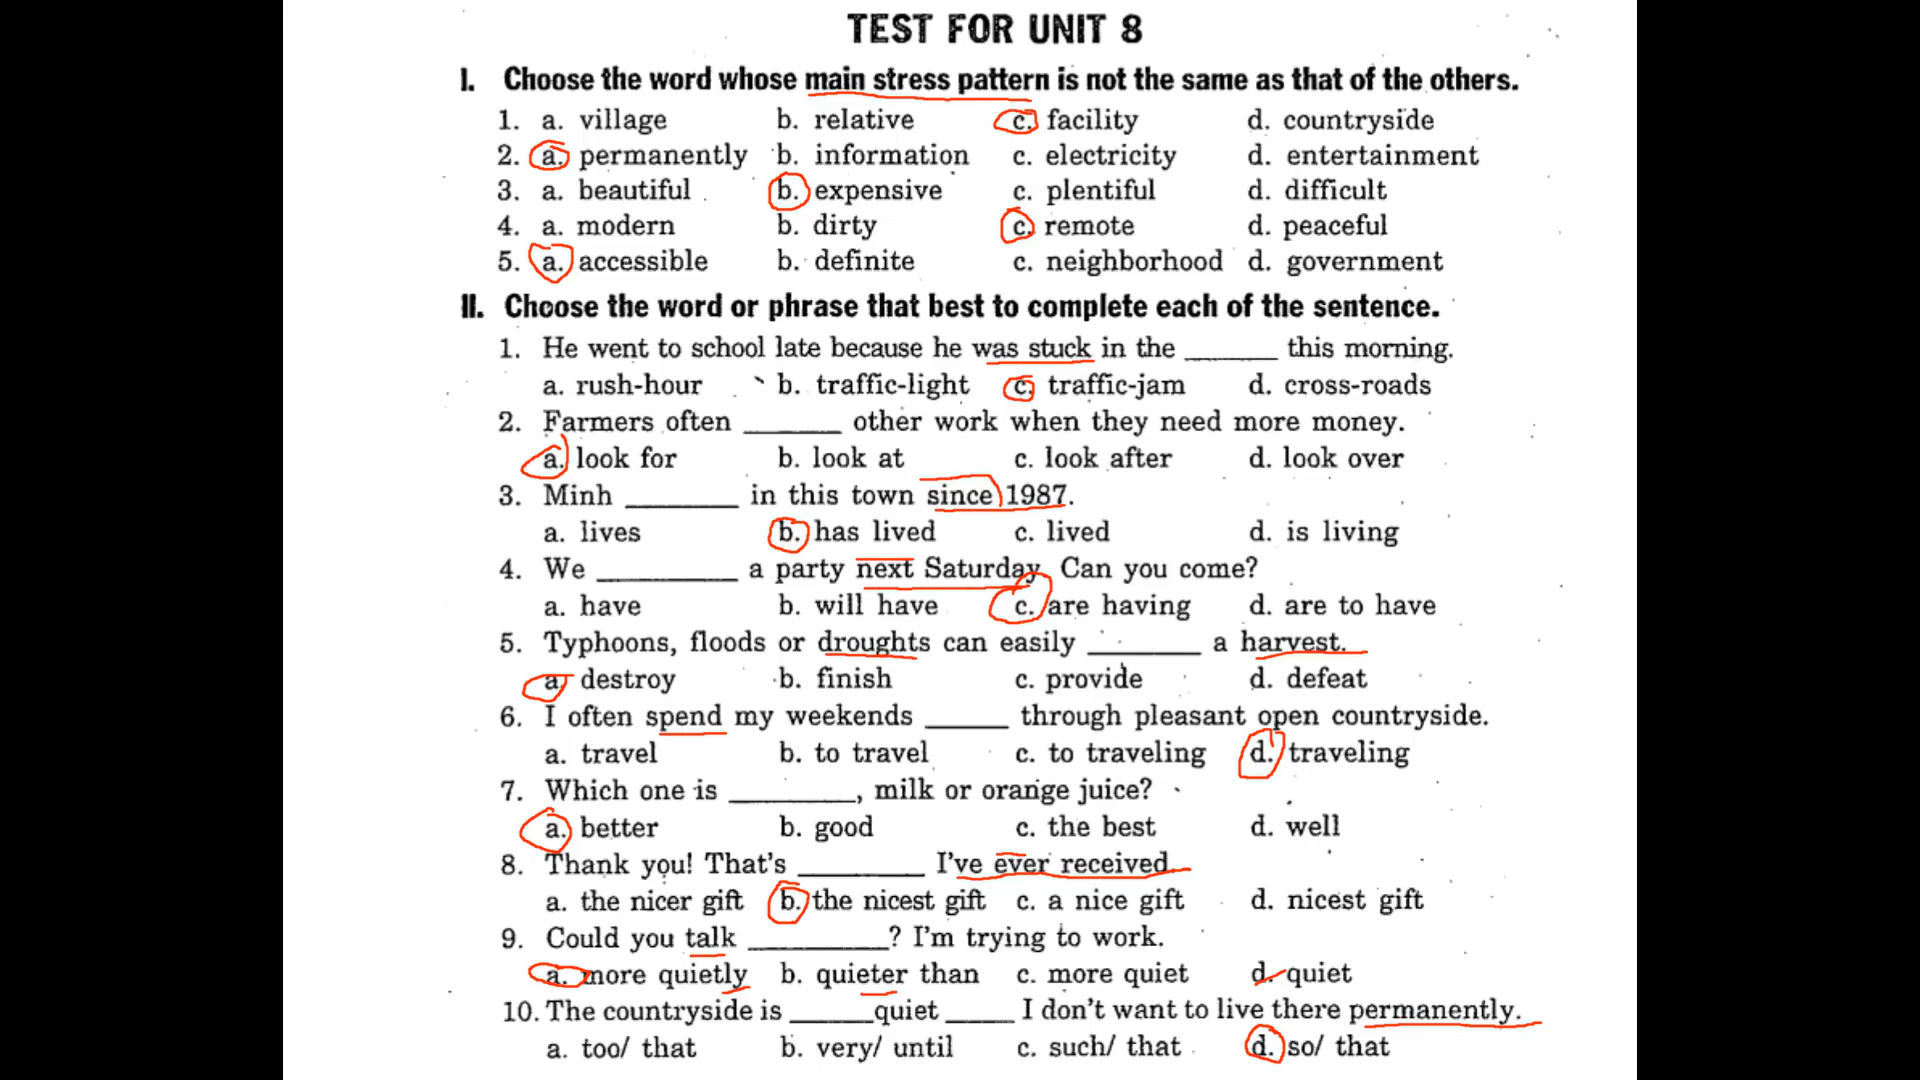 TEST FOR UNIT 8
I. Choose the word whose main stress pattern is not the same as that of the others.
1. a. village b. relative c. facility d. countryside
2. a. permanently b. information c. electricity d. entertainment
3. a. beautiful b. expensive c. plentiful d. difficult
4. a. modern b. dirty c. remote d. peaceful
5. a. accessible b. definite c. neighborhood d. government
II. Choose the word or phrase that best to complete each of the sentence.
1. He went to school late because he was stuck in the ______ this morning.
a. rush-hour b. traffic-light c. traffic-jam d. cross-roads
2. Farmers often ______ other work when they need more money.
a. look for b. look at c. look after d. look over
3. Minh ______ in this town since 1987.
a. lives b. has lived c. lived d. is living
4. We ______ a party next Saturday. Can you come?
a. have b. will have c. are having d. are to have
5. Typhoons, floods or droughts can easily ______ a harvest.
a. destroy b. finish c. provide d. defeat
6. I often spend my weekends ______ through pleasant open countryside.
a. travel b. to travel c. to traveling d. traveling
7. Which one is ______, milk or orange juice?
a. better b. good c. the best d. well
8. Thank you! That's ______ I've ever received.
a. the nicer gift b. the nicest gift c. a nice gift d. nicest gift
9. Could you talk ______? I'm trying to work.
a. more quietly b. quieter than c. more quiet d. quiet
10. The countryside is ______quiet ______ I don't want to live there permanently.
a. too/ that b. very/ until c. such/ that d. so/ that